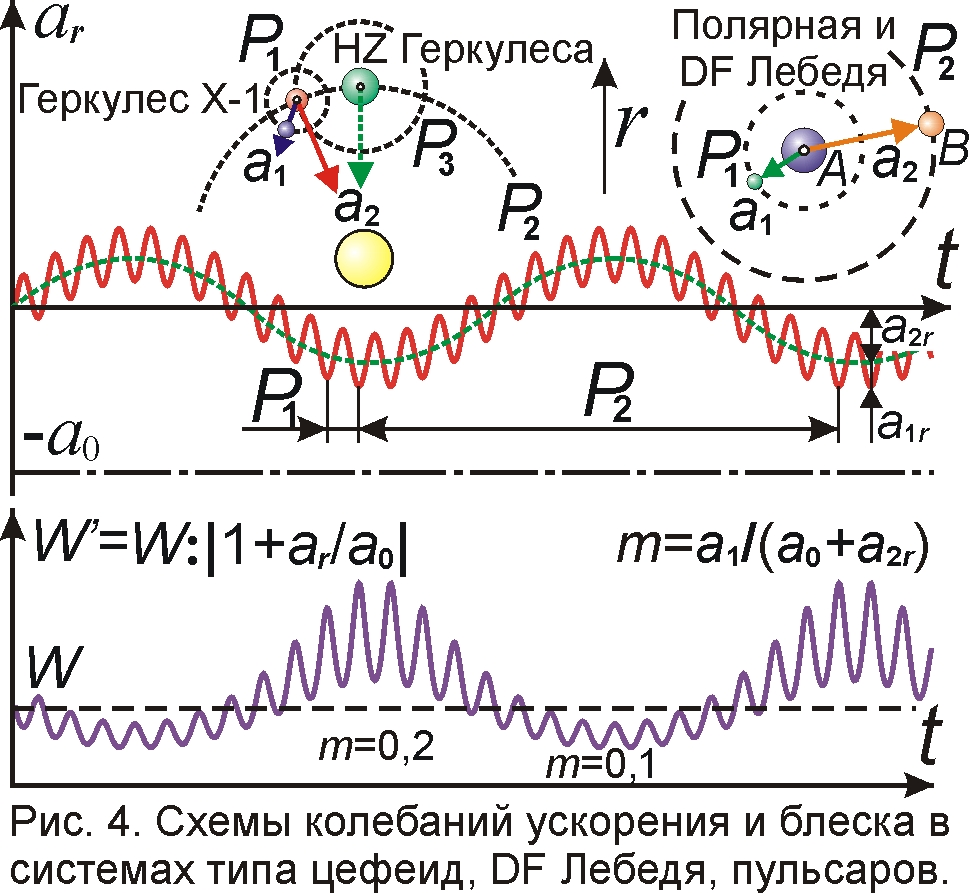 aᵣ
P₁
HZ Геркулеса
Геркулес X-1
a₁
a₂
P₃
P₂
r
Полярная и
DF Лебедя
P₂
P₁
A
a₂
B
a₁
t
P₁
P₂
a₂ᵣ
a₁ᵣ
-a₀
W’=W:|1+aᵣ/a₀|
m=a₁/(a₀+a₂ᵣ)
W
m=0,2
m=0,1
t
Рис. 4. Схемы колебаний ускорения и блеска в
системах типа цефеид, DF Лебедя, пульсаров.